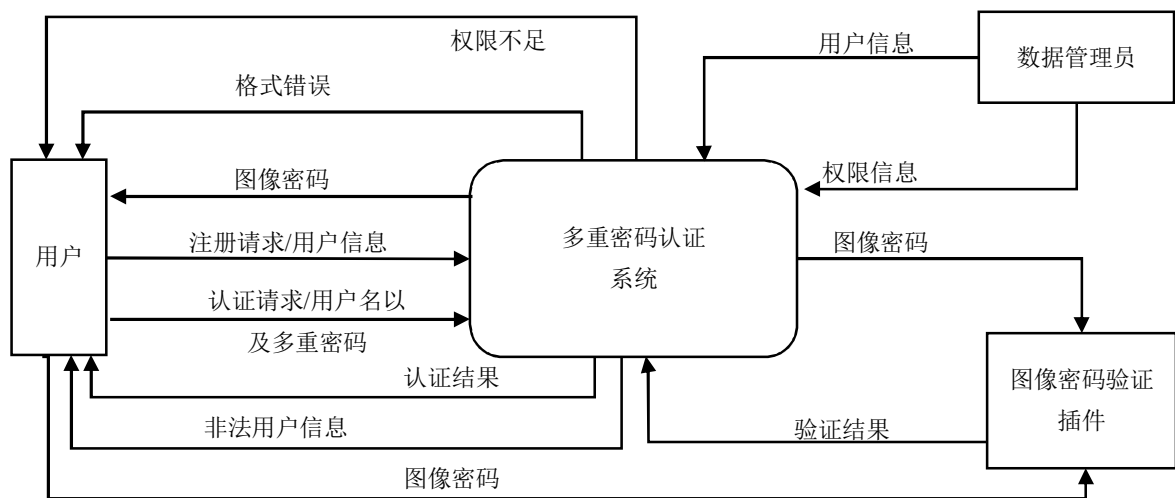 权限不足
用户信息
数据管理员
格式错误
权限信息
图像密码
用户
注册请求/用户信息
多重密码认证
系统
图像密码
认证请求/用户名以
及多重密码
认证结果
图像密码验证
插件
非法用户信息
验证结果
图像密码